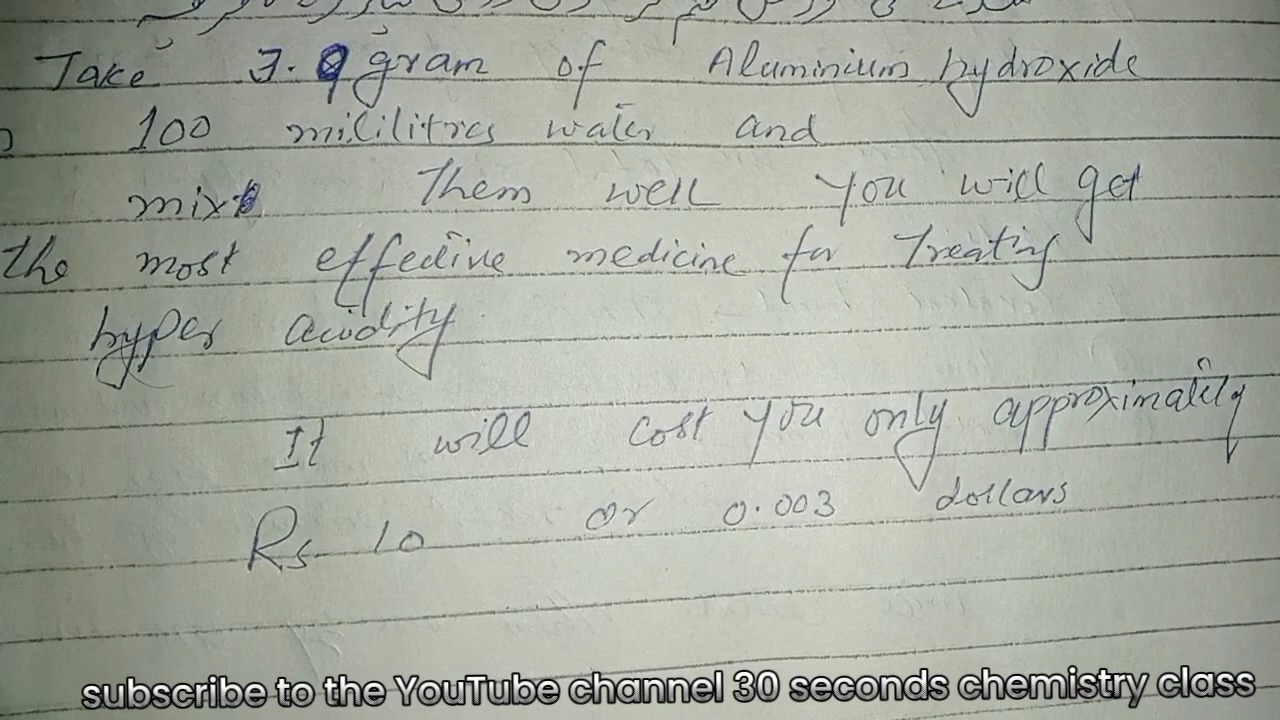 Take 3.9 gram of Aluminium hydroxide
100 mililitres water and
mix them well you will get
the most effective medicine for Treating
hyper acidity
It will cost you only approximately
Rs 10 or 0.003 dollars
subscribe to the YouTube channel 30 seconds chemistry class